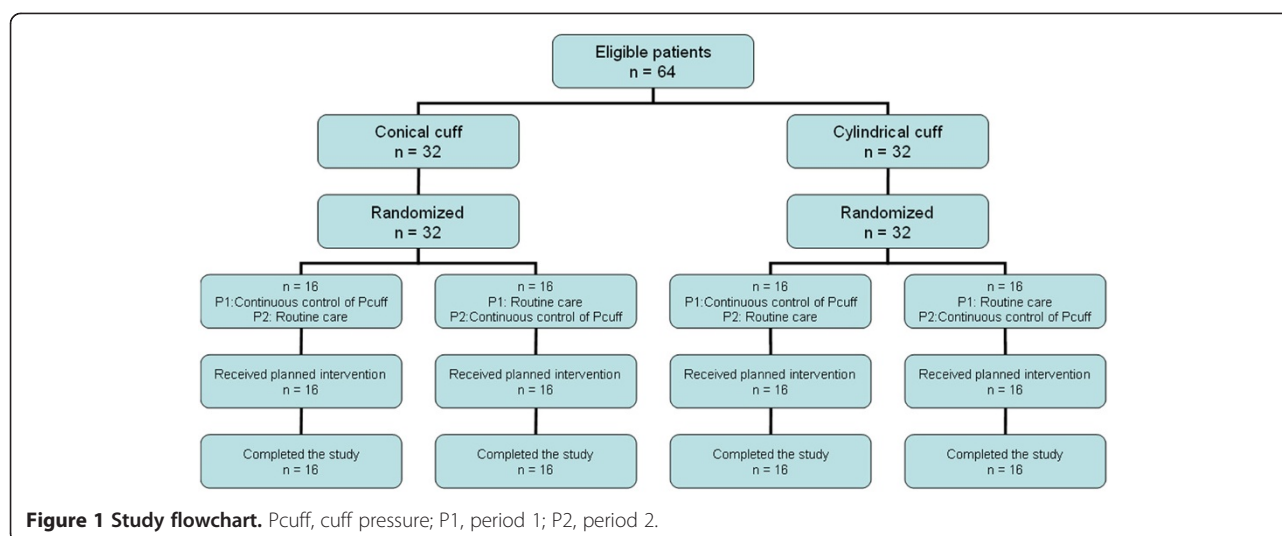 Eligible patients
n = 64
Conical cuff
n = 32
Cylindrical cuff
n = 32
Randomized
n = 32
Randomized
n = 32
n = 16
P1:Continuous control of Pcuff
P2: Routine care
n = 16
P1: Routine care
P2:Continuous control of Pcuff
n = 16
P1:Continuous control of Pcuff
P2: Routine care
n = 16
P1: Routine care
P2:Continuous control of Pcuff
Received planned intervention
n = 16
Received planned intervention
n = 16
Received planned intervention
n = 16
Received planned intervention
n = 16
Completed the study
n = 16
Completed the study
n = 16
Completed the study
n = 16
Completed the study
n = 16
Figure 1 Study flowchart. Pcuff, cuff pressure; P1, period 1; P2, period 2.